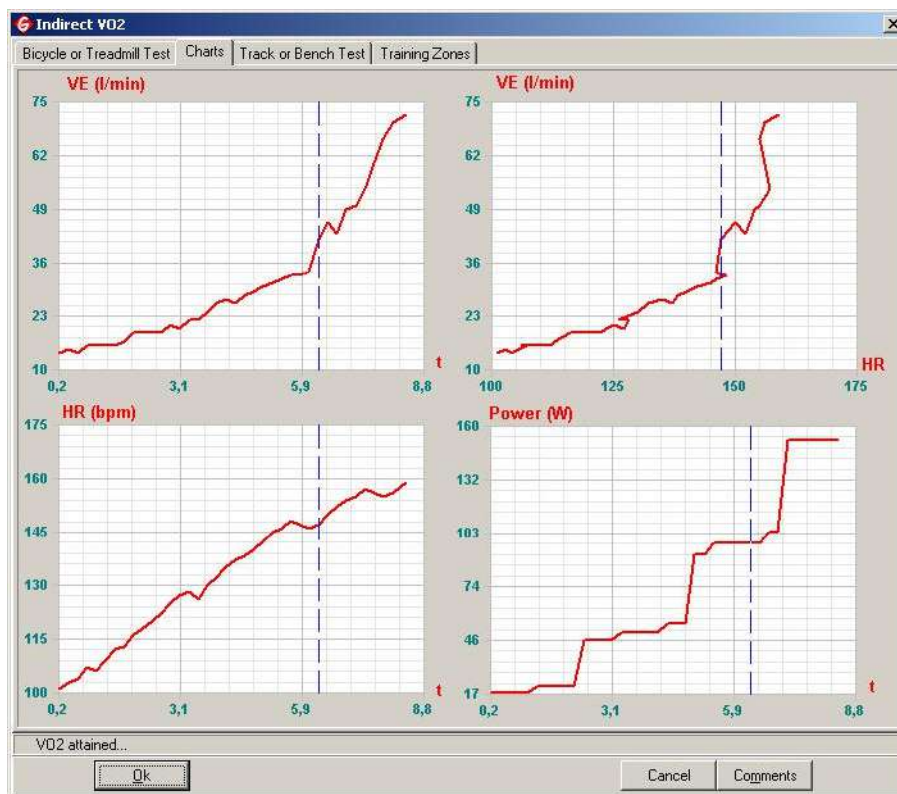 Indirect VO2
Bicycle or Treadmill Test Charts Track or Bench Test Training Zones
VE (l/min)
75
62
49
36
23
10
0,2 3,1 5,9 8,8
t
VE (l/min)
75
62
49
36
23
10
100 125 150 175
HR
HR (bpm)
175
160
145
130
115
100
0,2 3,1 5,9 8,8
t
Power (W)
160
132
103
74
46
17
0,2 3,1 5,9 8,8
t
VO2 attained...
Ok Cancel Comments